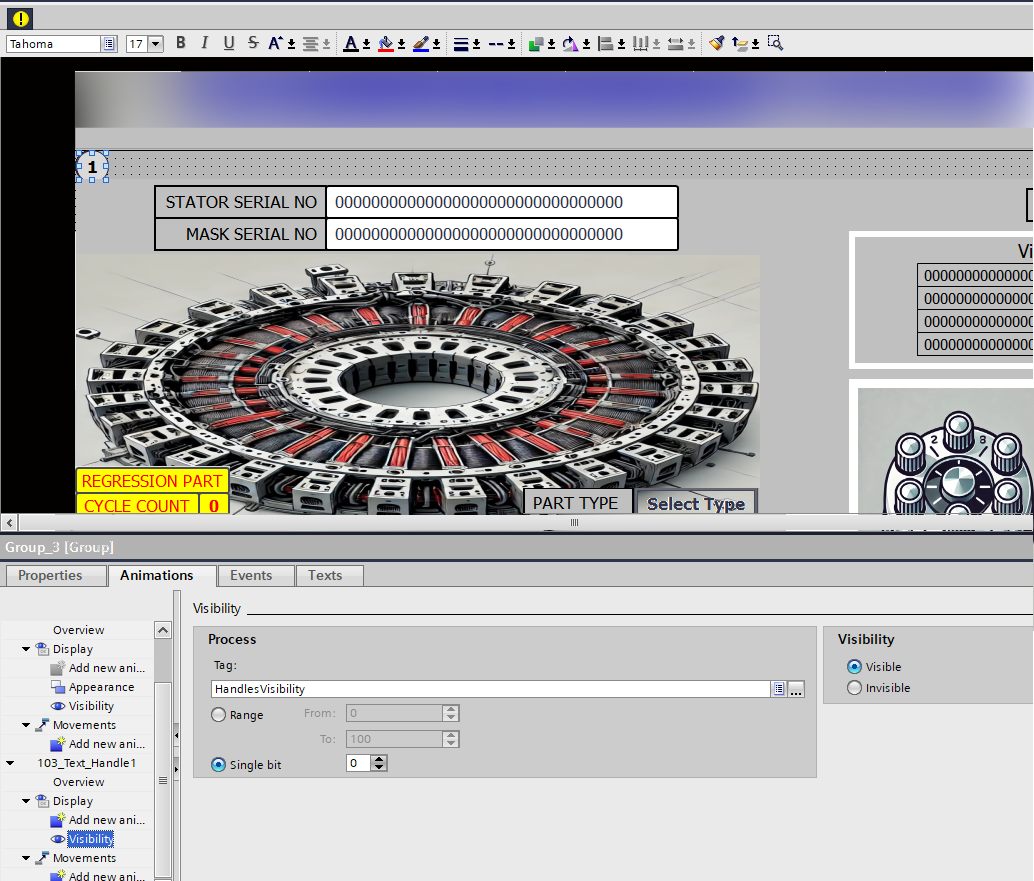 !
Tahoma 17 B I U S A A
1
STATOR SERIAL NO 00000000000000000000000000000000
MASK SERIAL NO 00000000000000000000000000000000
Vi
0000000000000
0000000000000
0000000000000
0000000000000
2 8
REGRESSION PART
CYCLE COUNT 0
PART TYPE Select Type
Group_3 [Group]
Properties Animations Events Texts
Visibility
Overview
Display
Add new ani...
Appearance
Visibility
Movements
Add new ani...
103_Text_Handle1
Overview
Display
Add new ani...
Visibility
Movements
Add new ani...
Process
Tag:
HandlesVisibility ...
Range From: 0
To: 100
Single bit 0
Visibility
Visible
Invisible